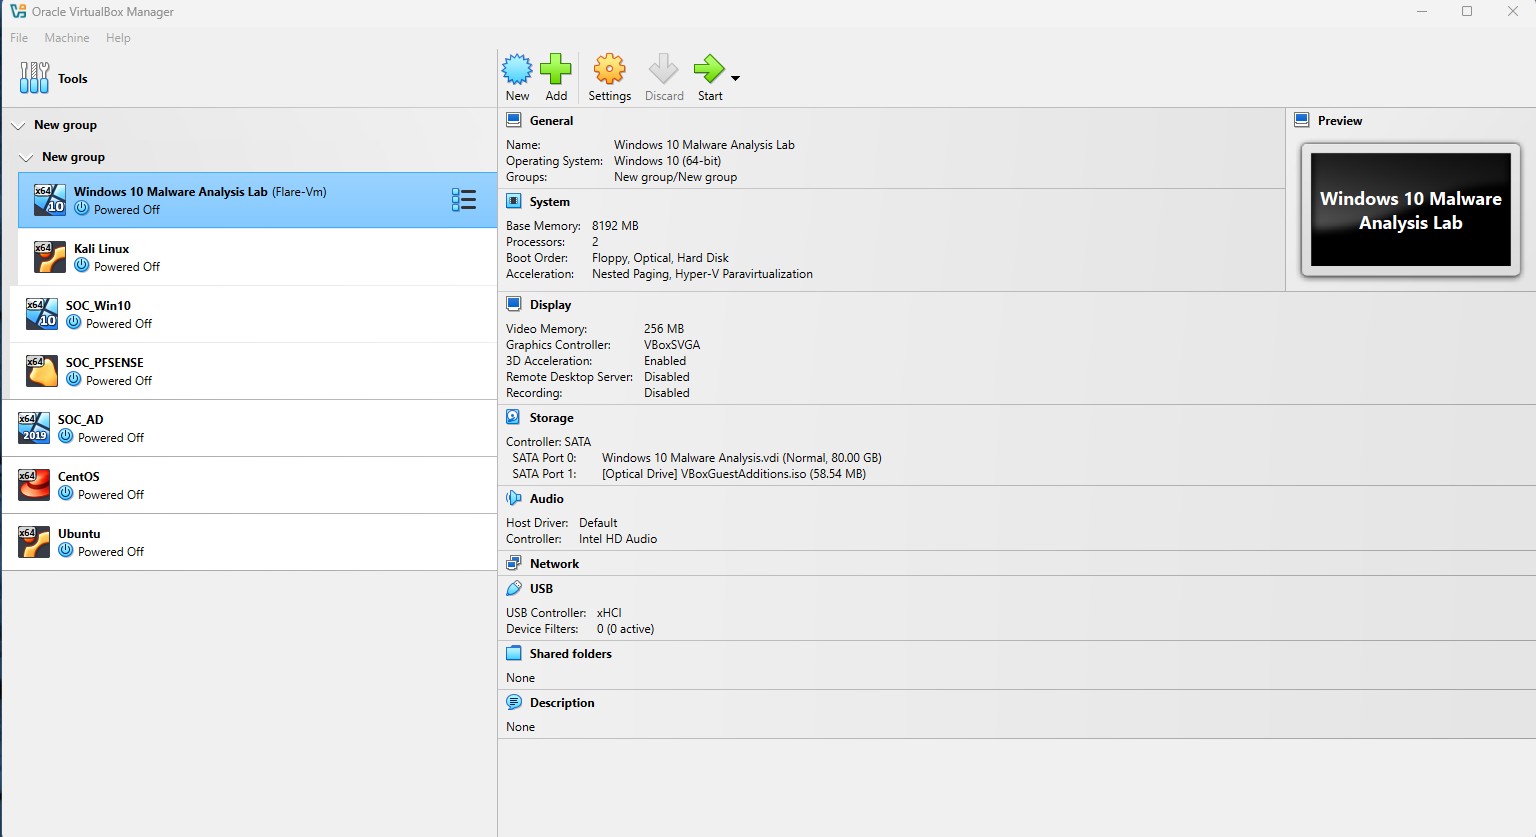 Oracle VirtualBox Manager
File Machine Help
Tools
New group
New group
x64 10
Windows 10 Malware Analysis Lab (Flare-Vm)
Powered Off
x64
Kali Linux
Powered Off
x64 10
SOC_Win10
Powered Off
x64
SOC_PFSENSE
Powered Off
x64 2019
SOC_AD
Powered Off
x64
CentOS
Powered Off
x64
Ubuntu
Powered Off
New Add Settings Discard Start
General
Name: Windows 10 Malware Analysis Lab
Operating System: Windows 10 (64-bit)
Groups: New group/New group
Preview
Windows 10 Malware
Analysis Lab
System
Base Memory: 8192 MB
Processors: 2
Boot Order: Floppy, Optical, Hard Disk
Acceleration: Nested Paging, Hyper-V Paravirtualization
Display
Video Memory: 256 MB
Graphics Controller: VBoxSVGA
3D Acceleration: Enabled
Remote Desktop Server: Disabled
Recording: Disabled
Storage
Controller: SATA
SATA Port 0: Windows 10 Malware Analysis.vdi (Normal, 80.00 GB)
SATA Port 1: [Optical Drive] VBoxGuestAdditions.iso (58.54 MB)
Audio
Host Driver: Default
Controller: Intel HD Audio
Network
USB
USB Controller: xHCI
Device Filters: 0 (0 active)
Shared folders
None
Description
None